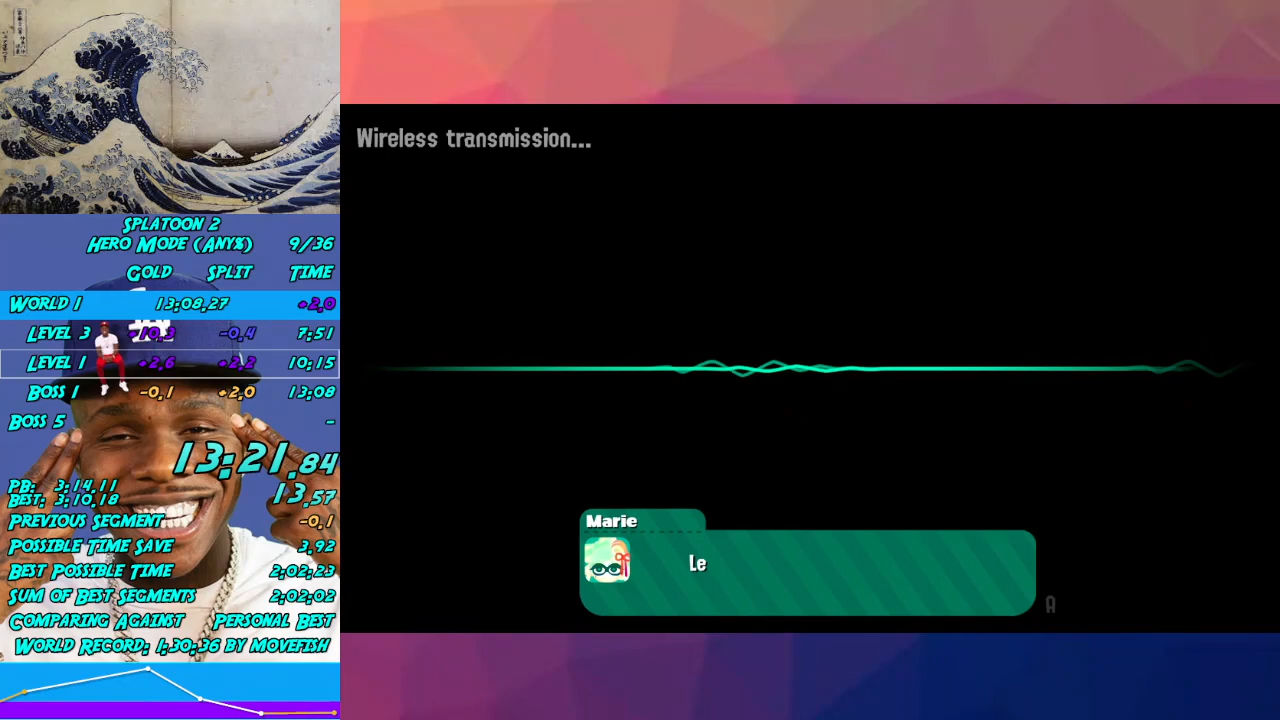 Splatoon 2
Hero Mode (Any%) 9/36
Gold Split Time
World 1 13:08.27 +2.0
Level 3 +10.3 -0.4 7:51
Level 1 +2.6 +2.2 10:15
Boss 1 -0.1 +2.0 13:08
Boss 5 -
13:21.84
PB: 3:14.11
Best: 3:10.18 13.57
Previous Segment -0.1
Possible Time Save 3.92
Best Possible Time 2:02:23
Sum of Best Segments 2:02:02
Comparing Against Personal Best
World Record: 1:30:36 by Movefish
Wireless transmission...
Marie
Le
A